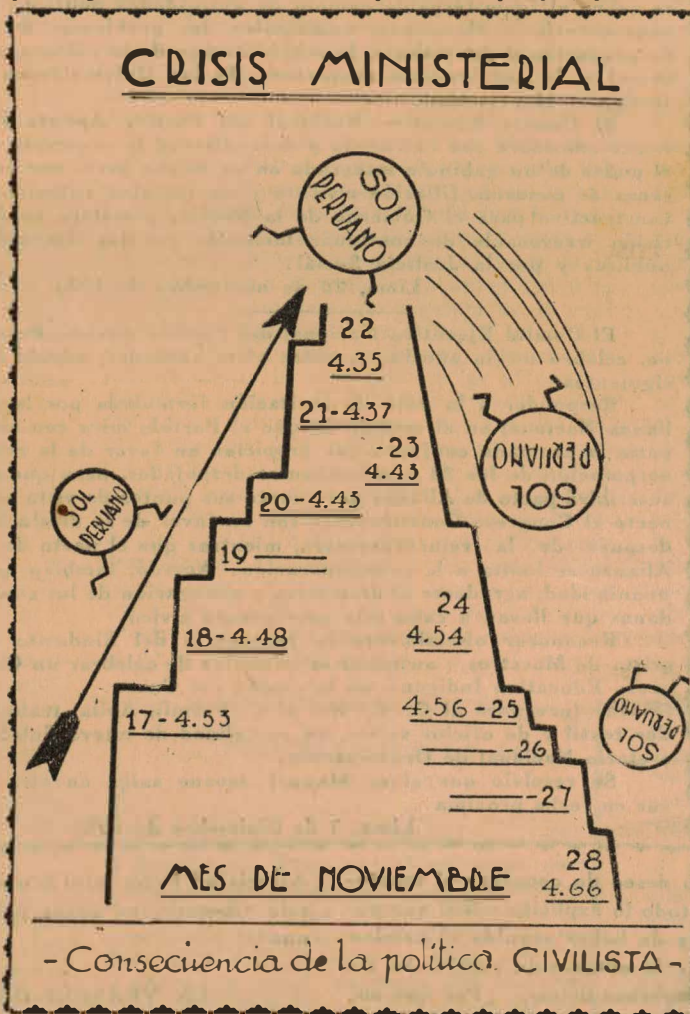 CRISIS MINISTERIAL
SOL
PERUANO
22
4.35
21-4.37
-23
4.43
20-4.45
19-
SOL
PERUANO
SOL
PERUANO
18-4.48
24
4.54
17-4.53
4.56-25
-26
SOL
PERUANO
-27
28
4.66
MES DE NOVIEMBRE
-Consecuencia de la política CIVILISTA-